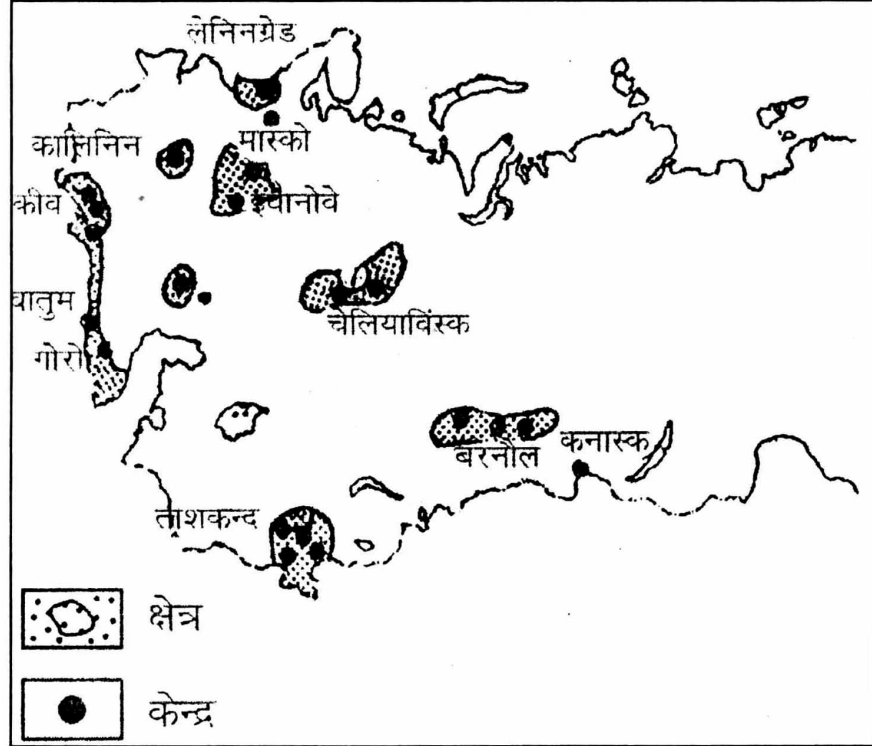 लेनिनग्रेड
मास्को
कालिनिन
इवानोवे
कीव
वातुम
चेलियाविंस्क
गोरो
बरनौल
कनास्क
ताशकन्द
क्षेत्र
केन्द्र